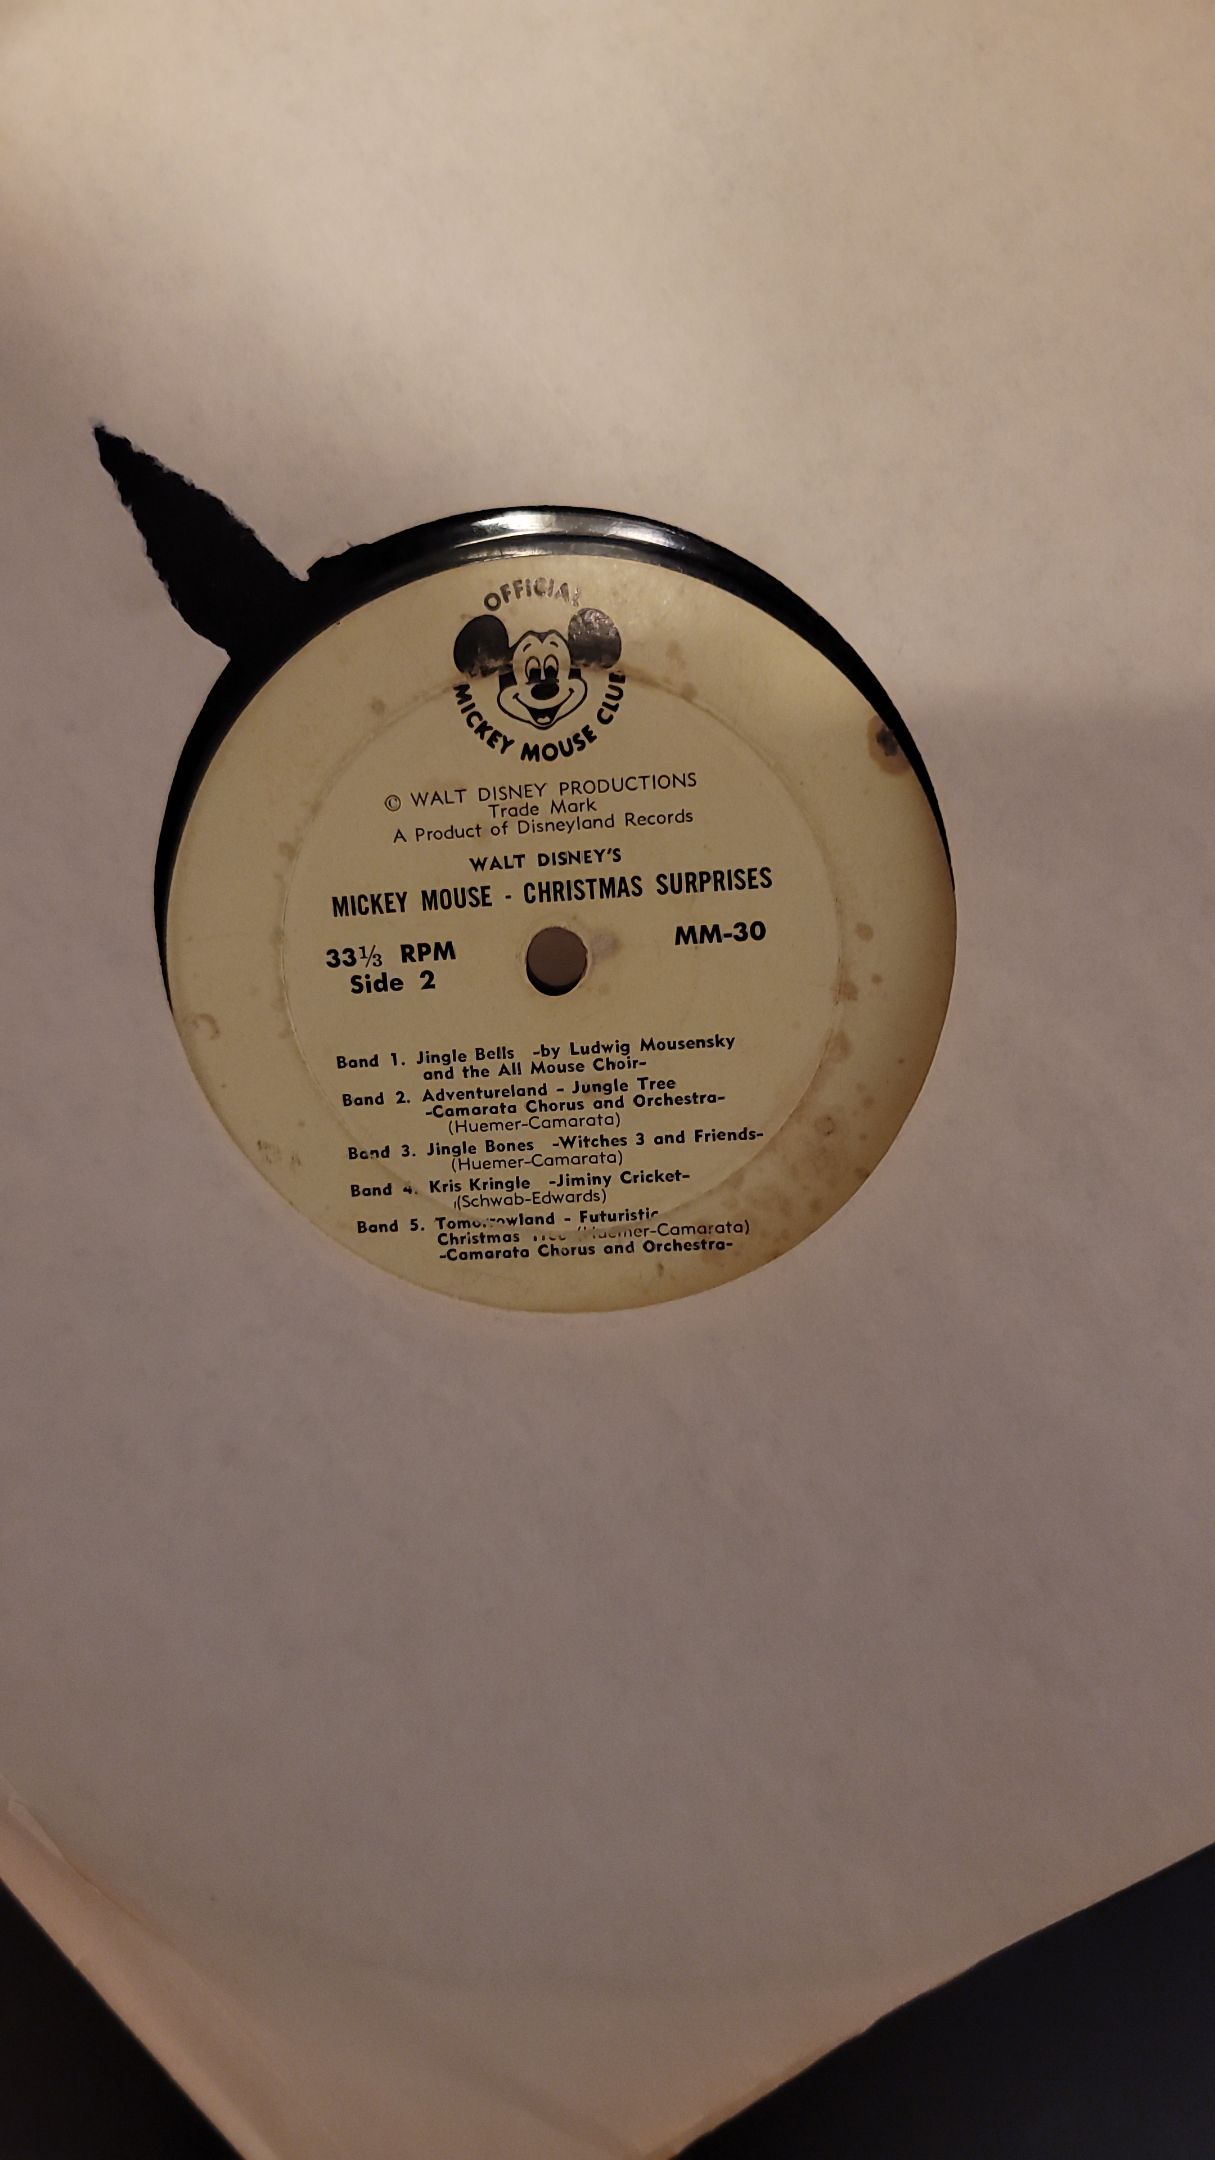 OFFICIAL
MICKEY MOUSE CLUB
© WALT DISNEY PRODUCTIONS
Trade Mark
A Product of Disneyland Records
WALT DISNEY'S
MICKEY MOUSE - CHRISTMAS SURPRISES
33⅓ RPM MM-30
Side 2
Band 1. Jingle Bells -by Ludwig Mousensky
and the All Mouse Choir-
Band 2. Adventureland - Jungle Tree
-Camarata Chorus and Orchestra-
(Huemer-Camarata)
Band 3. Jingle Bones -Witches 3 and Friends-
(Huemer-Camarata)
Band 4. Kris Kringle -Jiminy Cricket-
(Schwab-Edwards)
Band 5. Tomorrowland - Futuristic
Christmas Tree (Huemer-Camarata)
-Camarata Chorus and Orchestra-